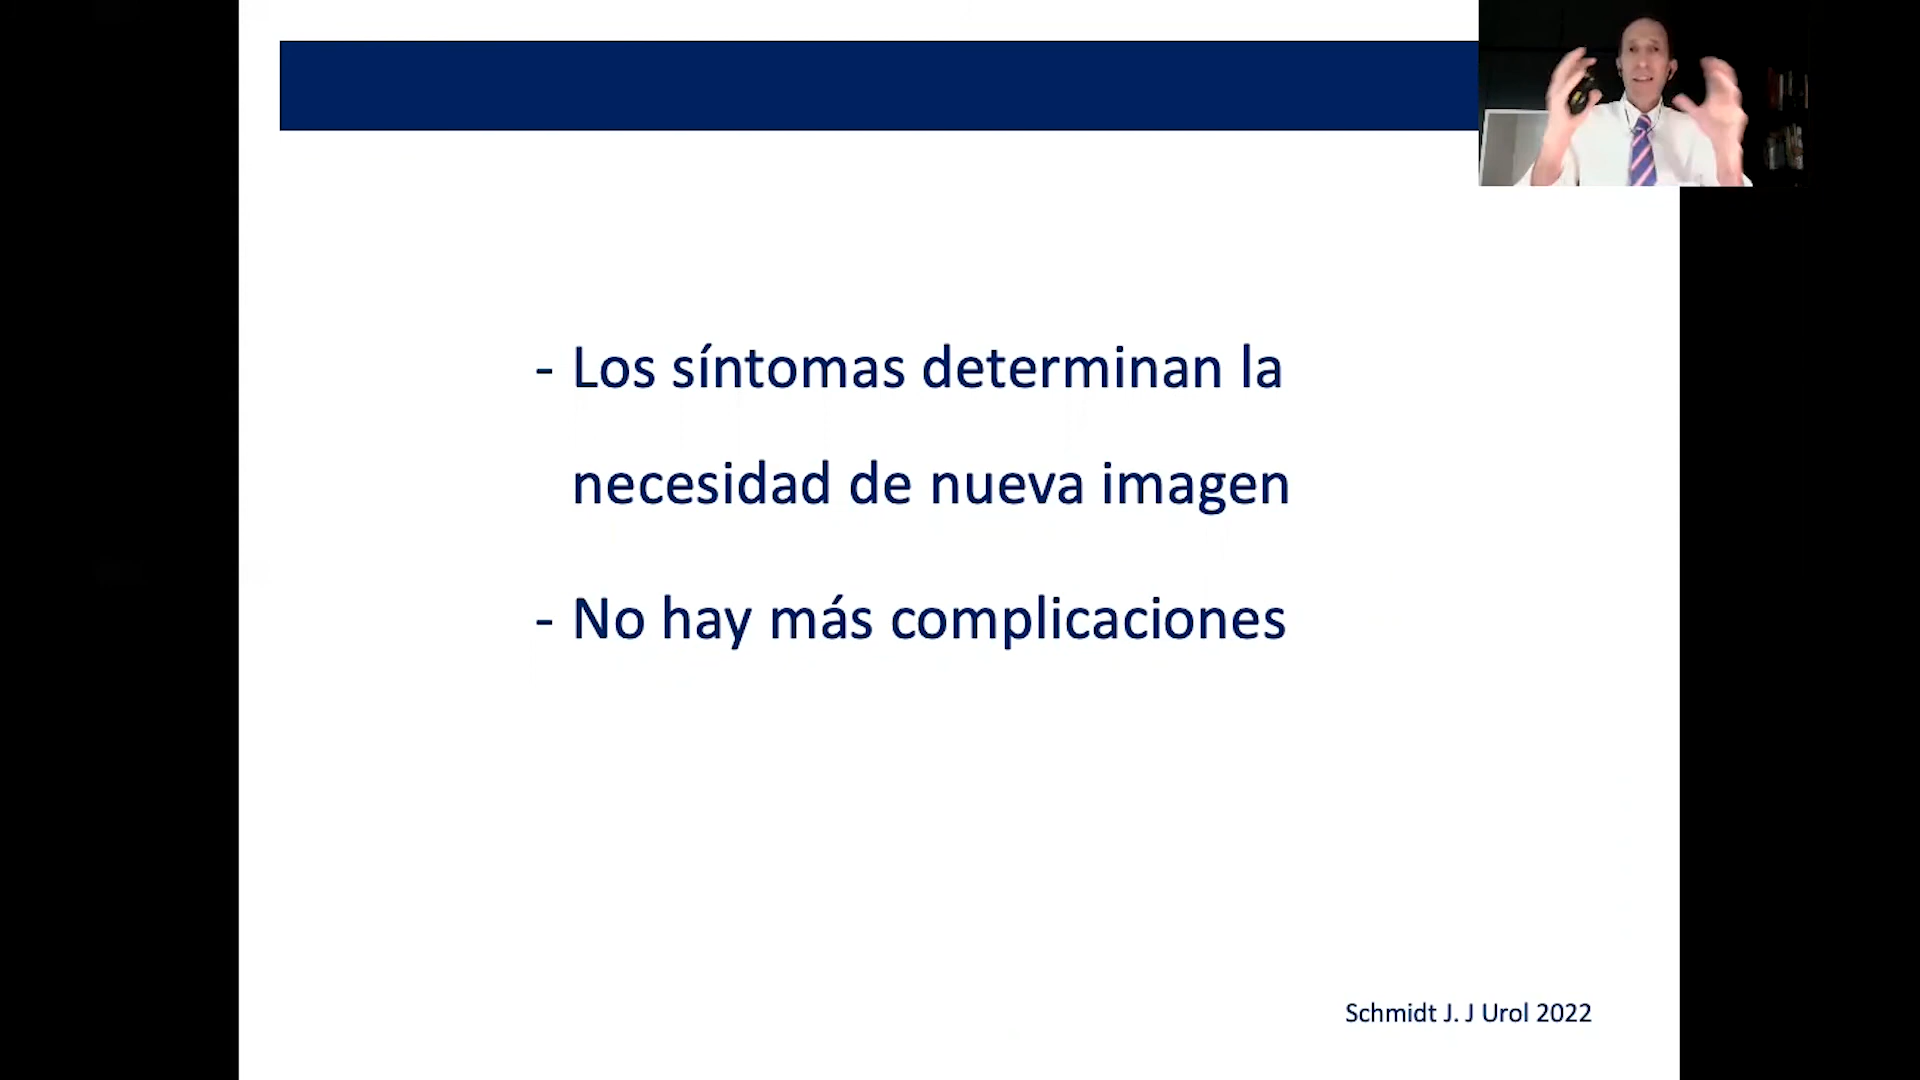 - Los síntomas determinan la
necesidad de nueva imagen
- No hay más complicaciones
Schmidt J. J Urol 2022